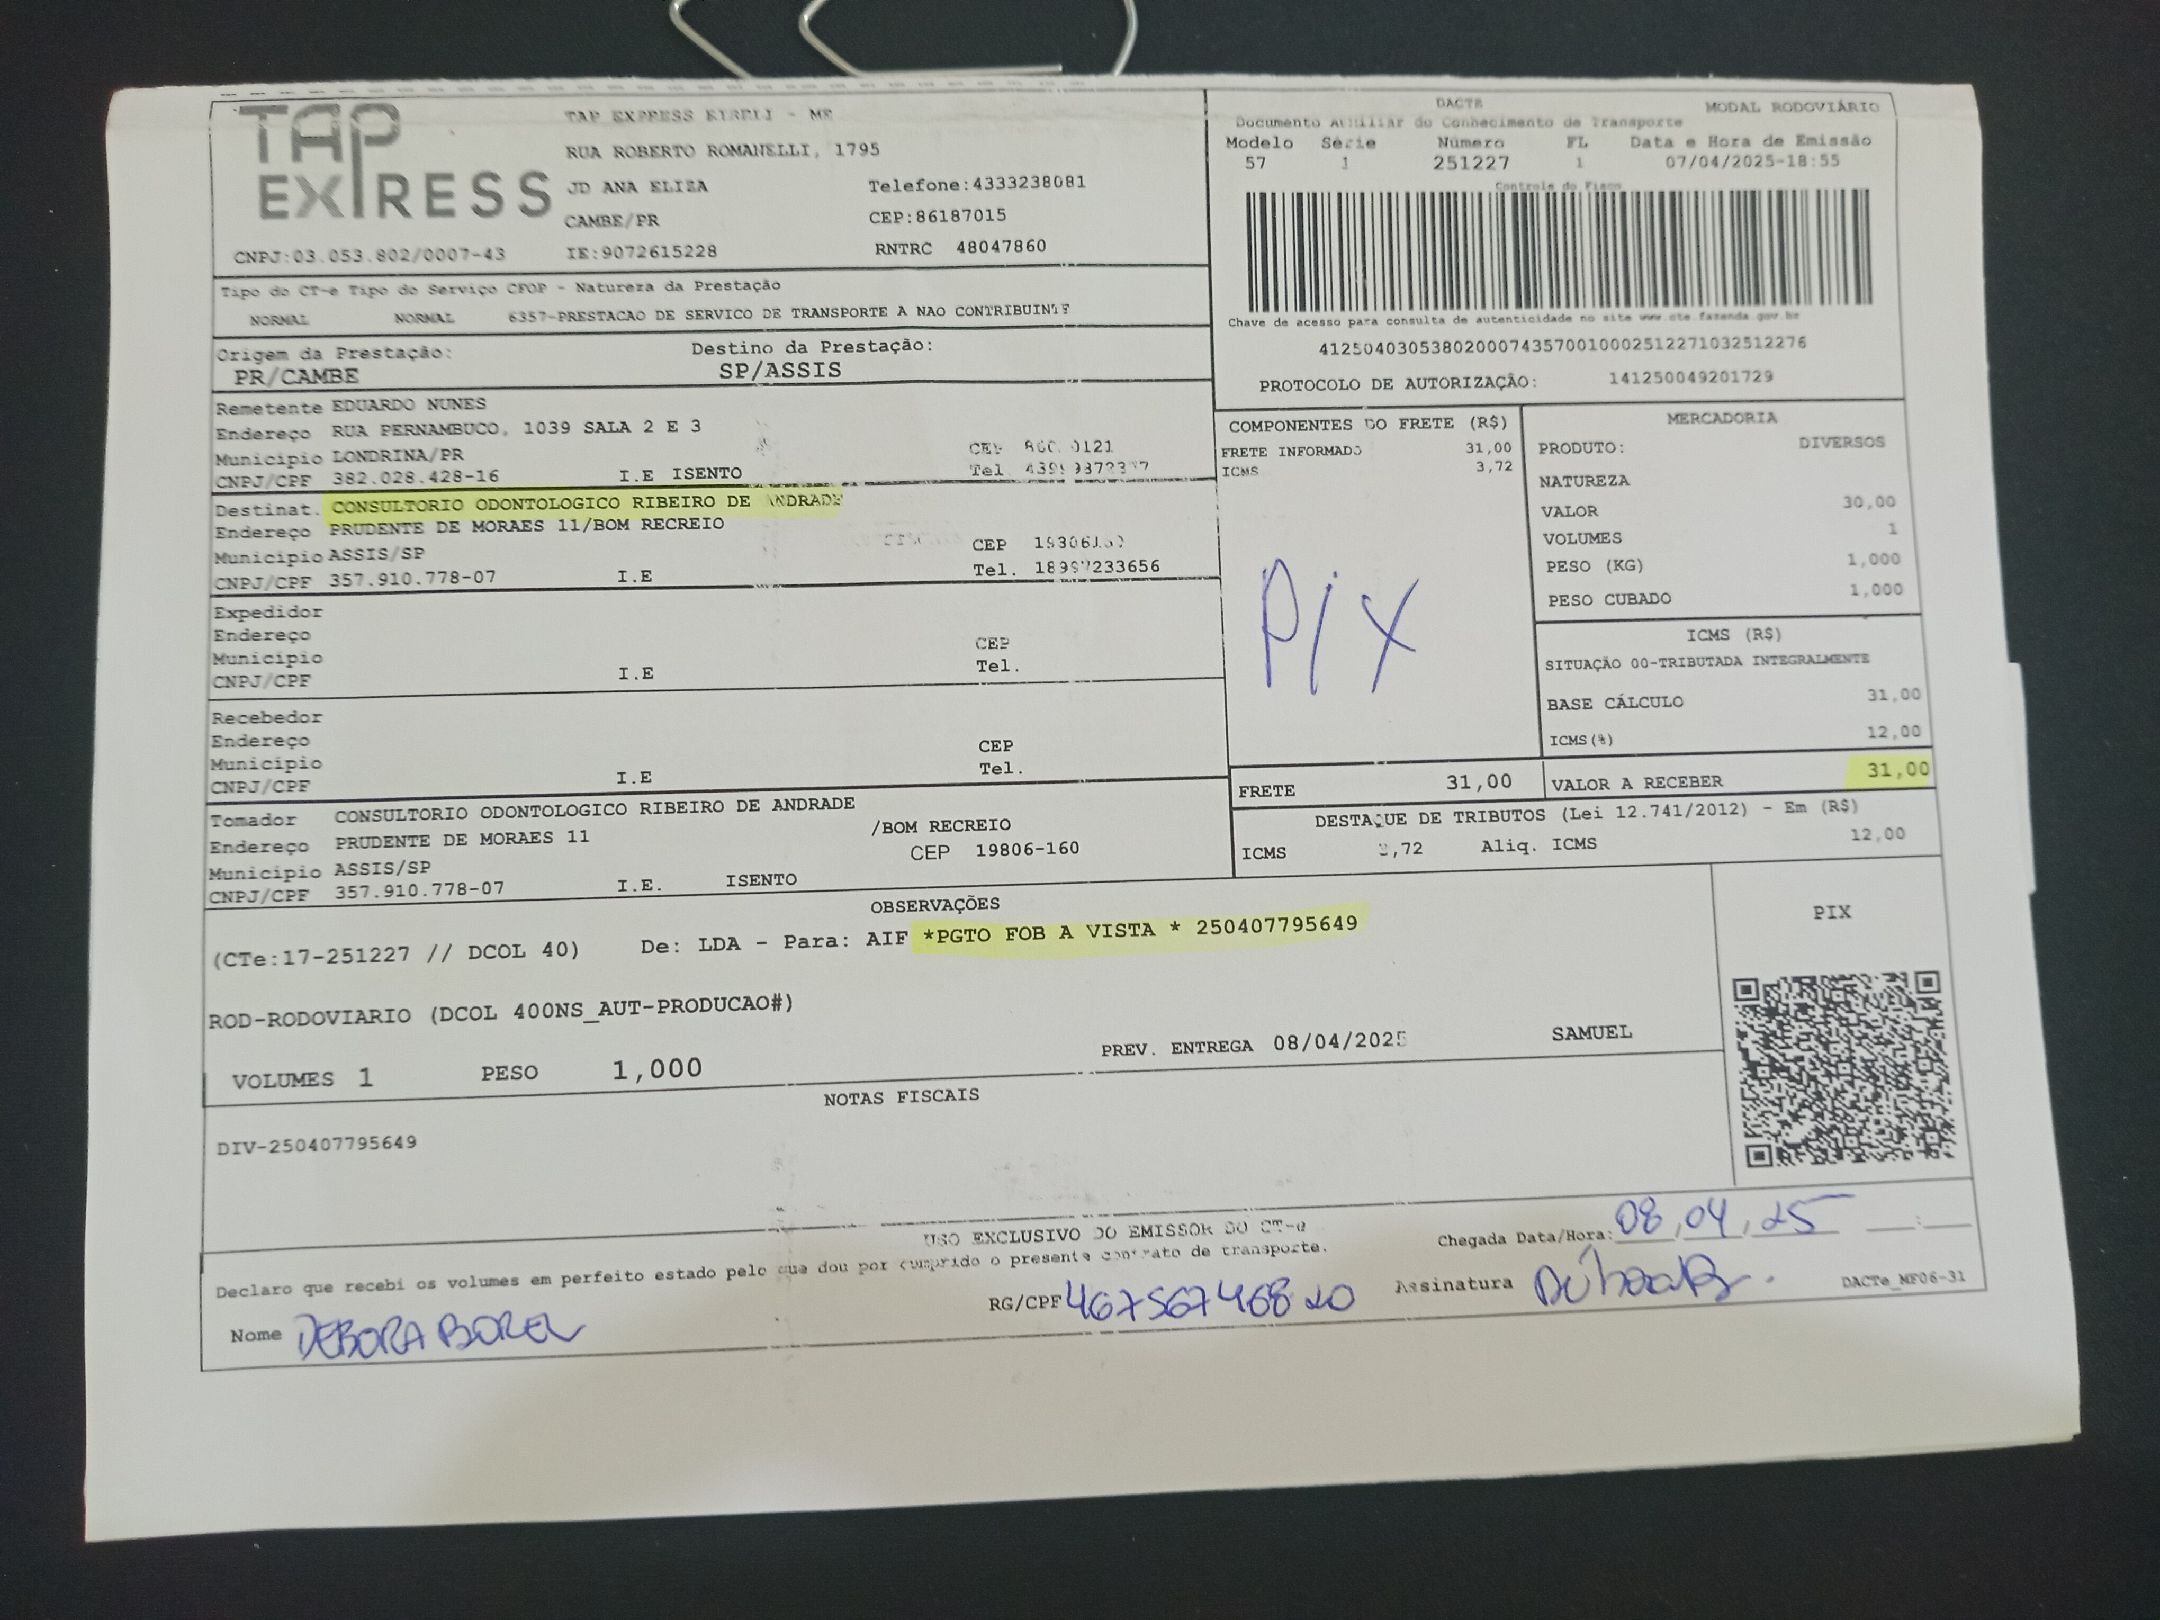 TAP EXPRESS
TAP EXPRESS EIRELI - ME
RUA ROBERTO ROMANELLI, 1795
JD ANA ELIZA Telefone:4333238081
CAMBE/PR CEP:86187015
CNPJ:03.053.802/0007-43 IE:9072615228 RNTRC 48047860
DACTE MODAL RODOVIÁRIO
Documento Auxiliar do Conhecimento de Transporte
Modelo Série Número FL Data e Hora de Emissão
57 1 251227 1 07/04/2025-18:55
Controle do Fisco
Chave de acesso para consulta de autenticidade no site www.cte.fazenda.gov.br
41250403053802000743570010002512271032512276
PROTOCOLO DE AUTORIZAÇÃO: 141250049201729
Tipo do CT-e Tipo do Serviço CFOP - Natureza da Prestação
NORMAL NORMAL 6357-PRESTACAO DE SERVICO DE TRANSPORTE A NAO CONTRIBUINTE
Origem da Prestação: Destino da Prestação:
PR/CAMBE SP/ASSIS
Remetente EDUARDO NUNES
Endereço RUA PERNAMBUCO, 1039 SALA 2 E 3
Municipio LONDRINA/PR CEP
CNPJ/CPF 382.028.428-16 I.E ISENTO Tel
Destinat. CONSULTORIO ODONTOLOGICO RIBEIRO DE ANDRADE
Endereço PRUDENTE DE MORAES 11/BOM RECREIO
Municipio ASSIS/SP CEP
CNPJ/CPF 357.910.778-07 I.E Tel. 18997233656
Expedidor
Endereço
Municipio CEP
CNPJ/CPF I.E Tel.
Recebedor
Endereço
Municipio CEP
CNPJ/CPF I.E Tel.
Tomador CONSULTORIO ODONTOLOGICO RIBEIRO DE ANDRADE
Endereço PRUDENTE DE MORAES 11 /BOM RECREIO
Municipio ASSIS/SP CEP 19806-160
CNPJ/CPF 357.910.778-07 I.E. ISENTO
COMPONENTES DO FRETE (R$)
FRETE INFORMADO 31,00
ICMS 3,72
PIX
MERCADORIA
PRODUTO: DIVERSOS
NATUREZA
VALOR 30,00
VOLUMES 1
PESO (KG) 1,000
PESO CUBADO 1,000
ICMS (R$)
SITUAÇÃO 00-TRIBUTADA INTEGRALMENTE
BASE CÁLCULO 31,00
ICMS(%) 12,00
FRETE 31,00 VALOR A RECEBER 31,00
DESTAQUE DE TRIBUTOS (Lei 12.741/2012) - Em (R$)
ICMS 3,72 Aliq. ICMS 12,00
OBSERVAÇÕES
(CTe:17-251227 // DCOL 40) De: LDA - Para: AIF *PGTO FOB A VISTA * 250407795649
ROD-RODOVIARIO (DCOL 400NS_AUT-PRODUCAO#)
VOLUMES 1 PESO 1,000 PREV. ENTREGA 08/04/2025 SAMUEL
PIX
NOTAS FISCAIS
DIV-250407795649
USO EXCLUSIVO DO EMISSOR DO CT-e
Declaro que recebi os volumes em perfeito estado pelo que dou por cumprido o presente contrato de transporte.
Chegada Data/Hora: 08,04,25 __:__
Nome DEBORA BOREL RG/CPF 46756746820 Assinatura DACTe_MF06-31